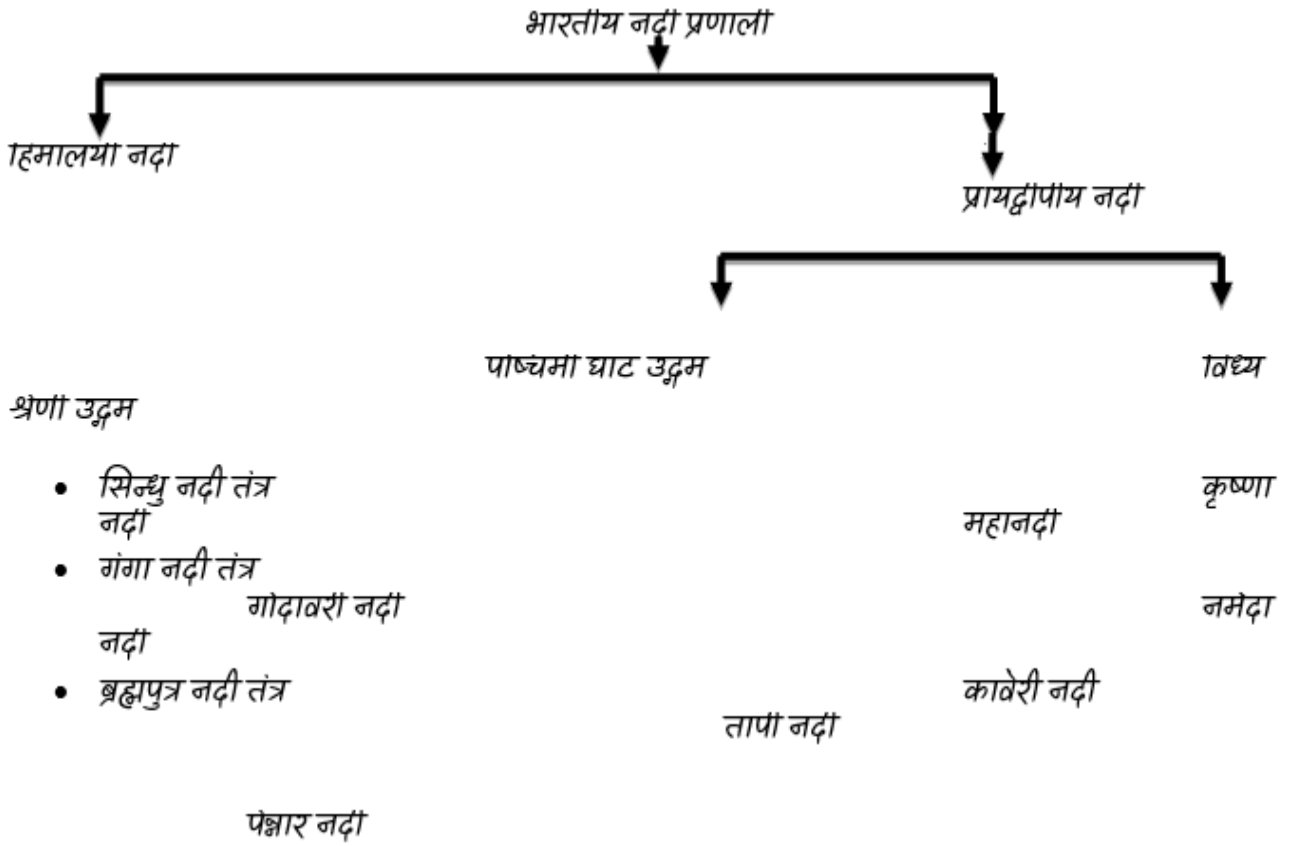 भारतीय नदी प्रणाली
हिमालयी नदी
प्रायद्वीपीय नदी
पश्चिमी घाट उद्गम विंध्य
श्रेणी उद्गम
• सिन्धु नदी तंत्र कृष्णा
नदी महानदी
• गंगा नदी तंत्र
गोदावरी नदी नर्मदा
नदी
• ब्रह्मपुत्र नदी तंत्र कावेरी नदी
तापी नदी
पेन्नार नदी